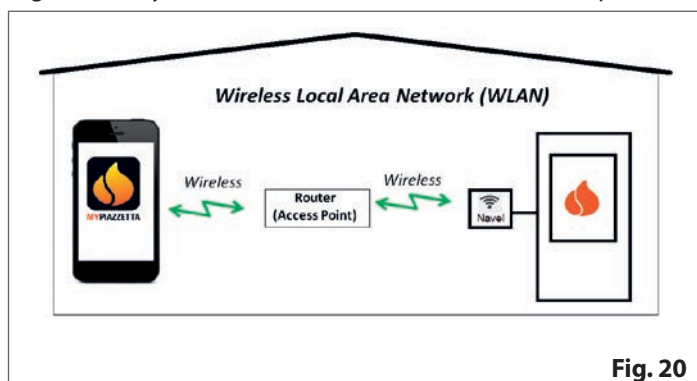 Wireless Local Area Network (WLAN)
MYPIAZZETTA
Wireless
Router
(Access Point)
Wireless
Navel
Fig. 20